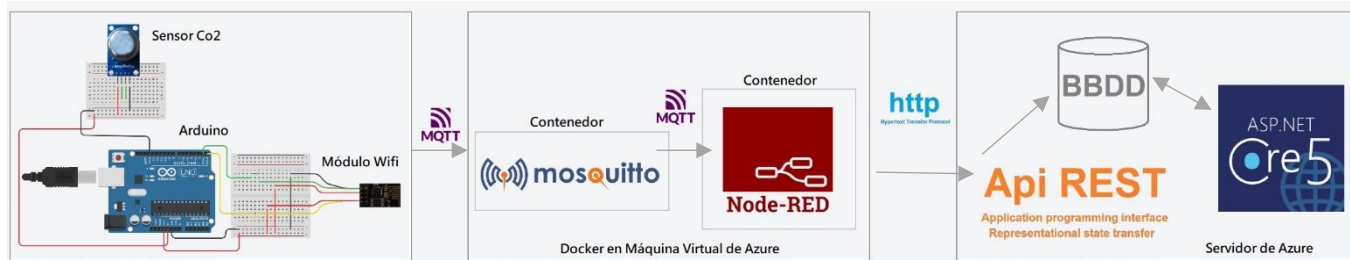 Sensor Co2
Arduino
Módulo Wifi
MQTT
Contenedor
mosquitto
MQTT
Contenedor
Node-RED
Docker en Máquina Virtual de Azure
http
Hypertext Transfer Protocol
BBDD
Api REST
Application programming interface
Representational state transfer
ASP.NET
Core5
Servidor de Azure